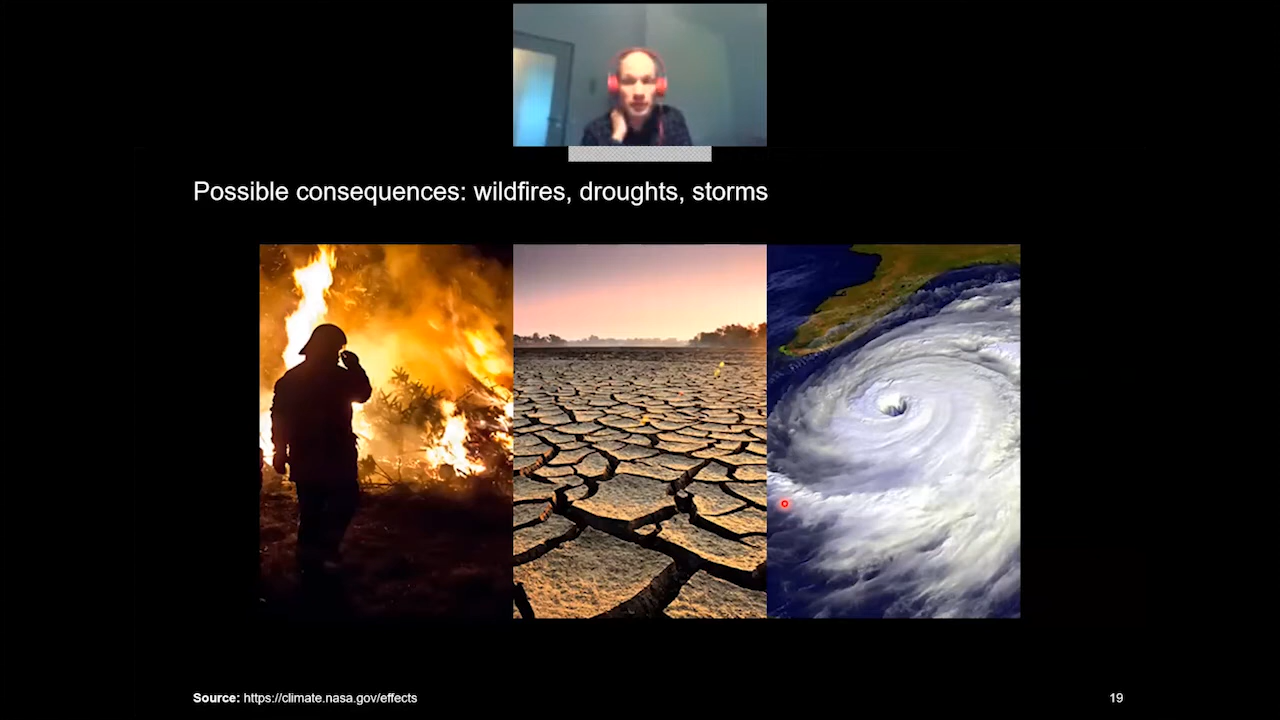 Possible consequences: wildfires, droughts, storms
Source: https://climate.nasa.gov/effects
19